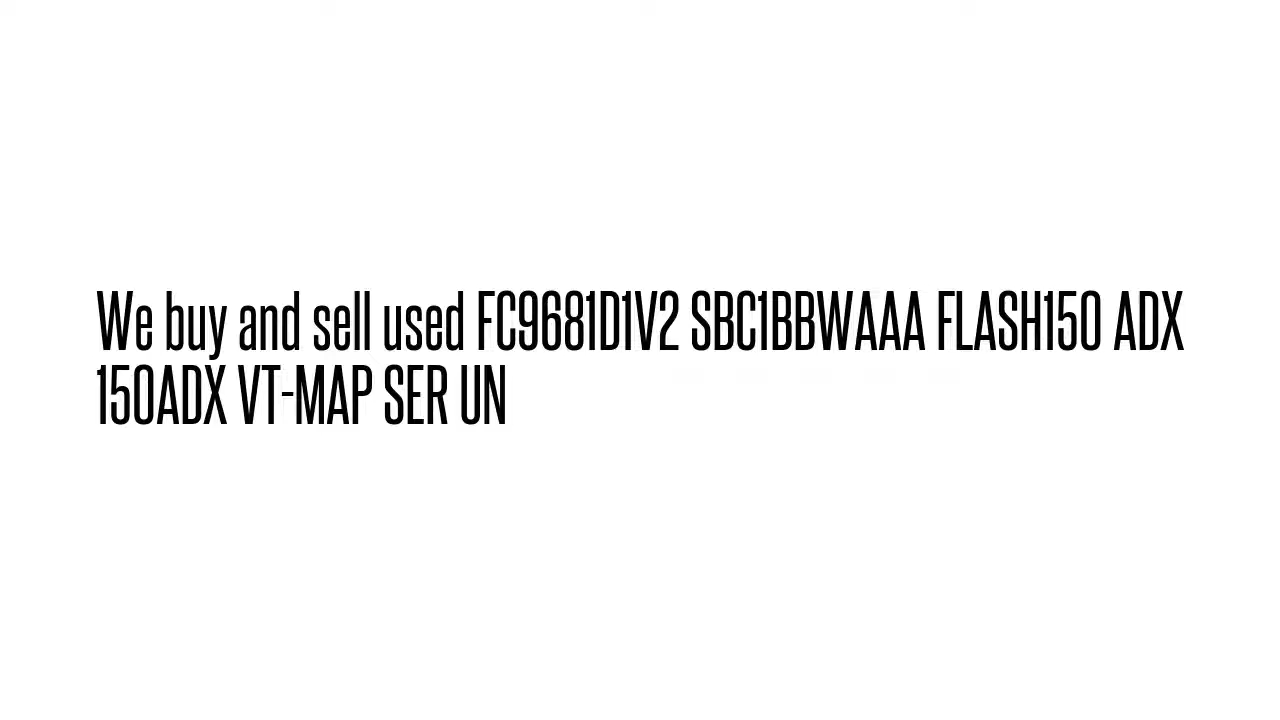 We buy and sell used FC9681D1V2 SBC1BBWAAA FLASH150 ADX
150ADX VT-MAP SER UN